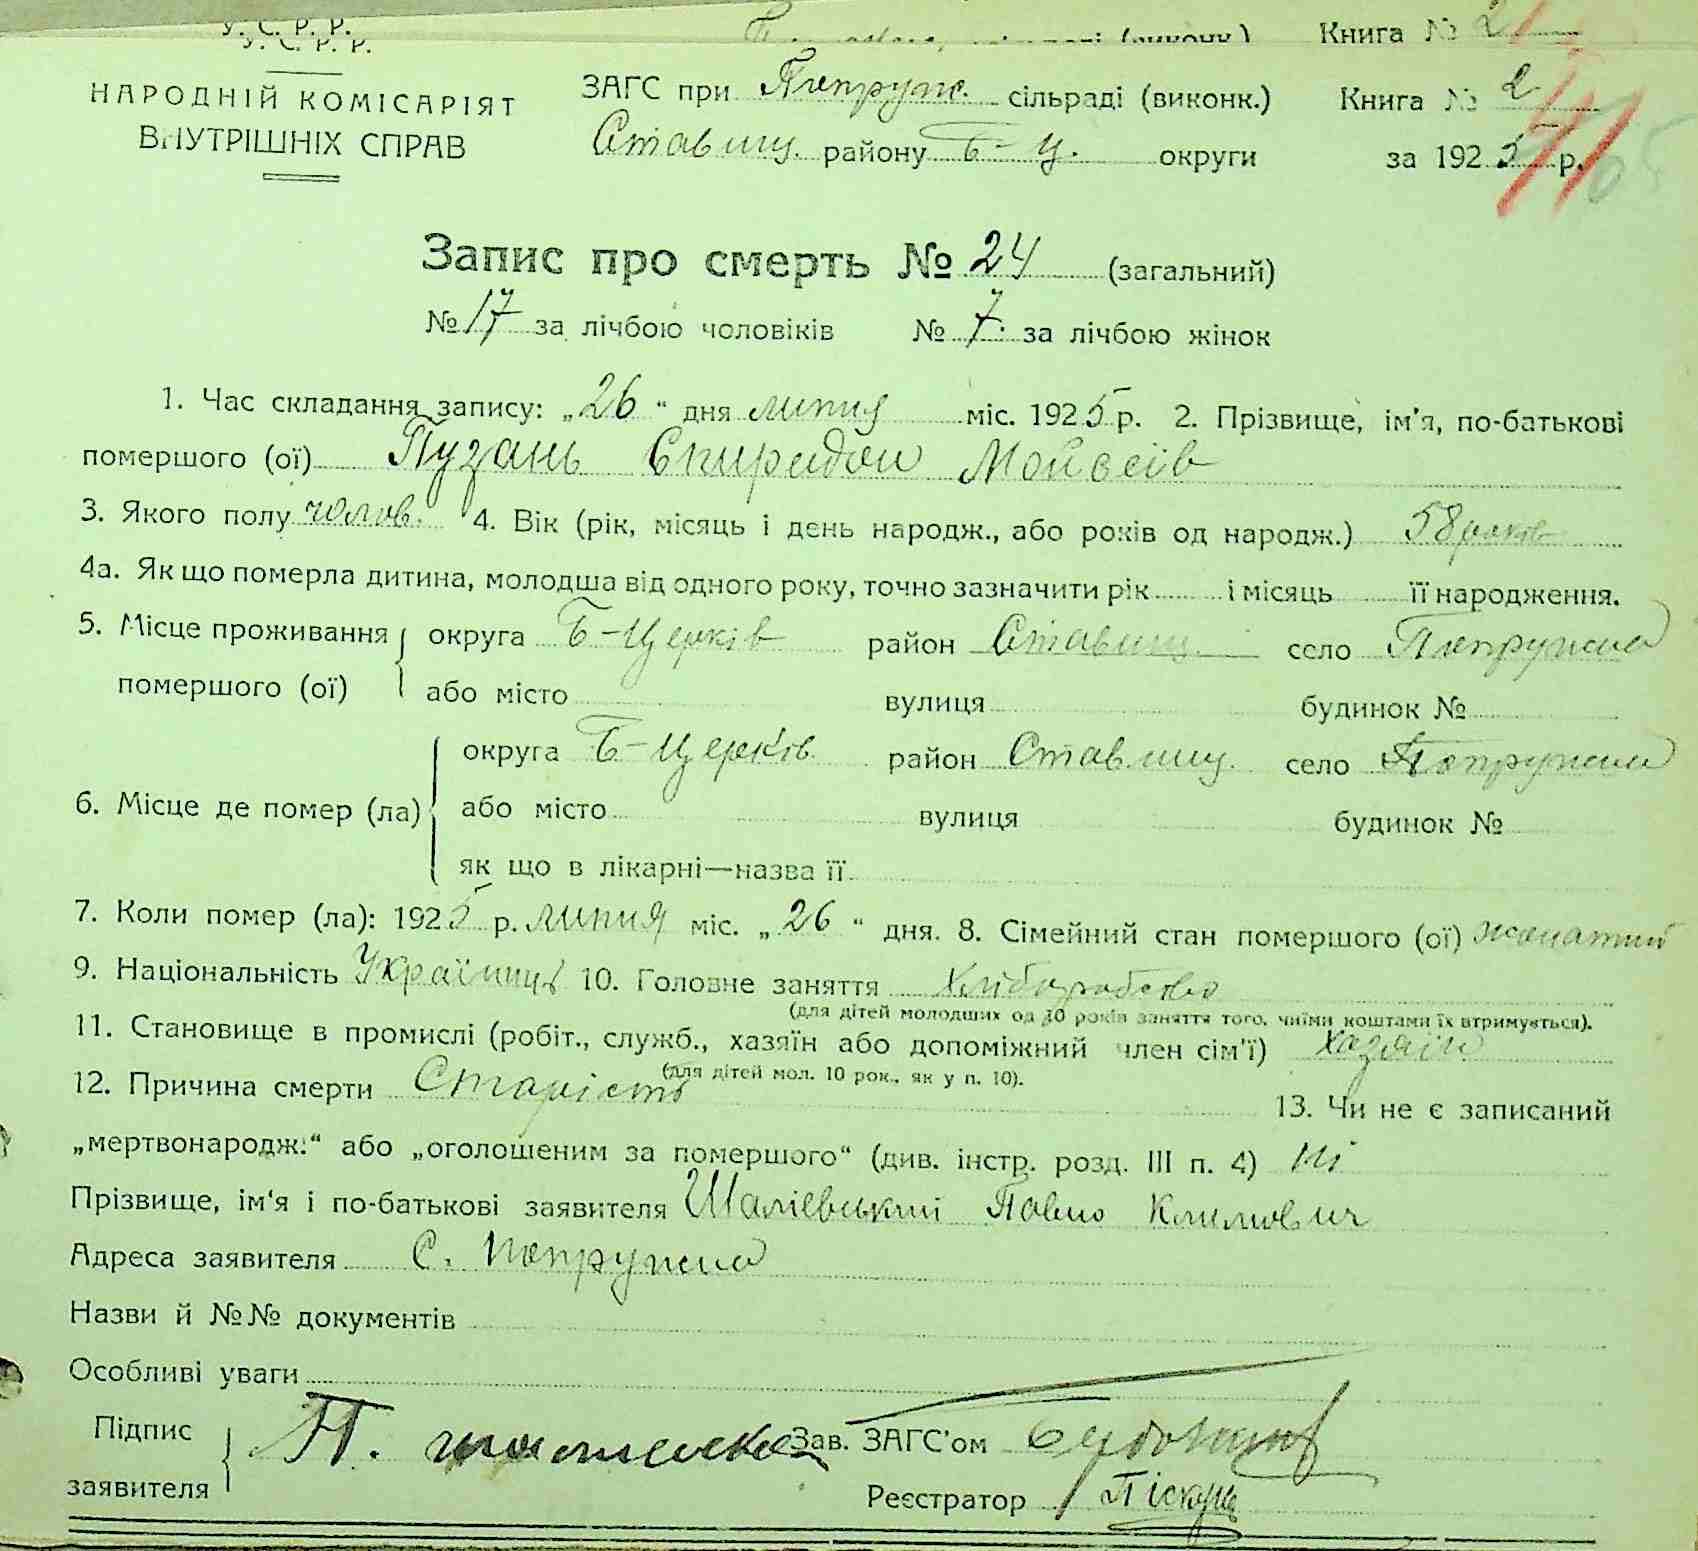 У. С. Р. Р.
(виконк.) Книга № 2
У. С. Р. Р.
НАРОДНІЙ КОМІСАРІЯТ
ВНУТРІШНІХ СПРАВ
ЗАГС при Попруж. сільраді (виконк.) Книга № 2
Ставищ. району Б-Ц. округи за 1925 р.
Запис про смерть № 24 (загальний)
№ 17 за лічбою чоловіків № 7. за лічбою жінок
1. Час складання запису: „26“ дня липня міс. 1925 р. 2. Прізвище, ім'я, по-батькові
помершого (ої) Пузань Спиридон Мойсеїв
3. Якого полу чолов. 4. Вік (рік, місяць і день народж., або років од народж.) 58 років
4а. Як що померла дитина, молодша від одного року, точно зазначити рік і місяць її народження.
5. Місце проживання помершого (ої) округа Б-Церків район Ставищ. село Попружна
або місто вулиця будинок №
6. Місце де помер (ла) округа Б-Церків район Ставищ. село Попружна
або місто вулиця будинок №
як що в лікарні—назва її
7. Коли помер (ла): 1925 р. липня міс. „26“ дня. 8. Сімейний стан помершого (ої) жонатий
9. Національність Українець 10. Головне заняття Хліборобство
(для дітей молодших од 10 років заняття того, чиїми коштами їх втримується).
11. Становище в промислі (робіт., служб., хазяїн або допоміжний член сім'ї) хазяїн
(для дітей мол. 10 рок., як у п. 10).
12. Причина смерти Старість 13. Чи не є записаний
„мертвонародж.“ або „оголошеним за помершого“ (див. інстр. розд. III п. 4) ні
Прізвище, ім'я і по-батькові заявителя Павло Климович
Адреса заявителя С. Попружна
Назви й №№ документів
Особливі уваги
Підпис заявителя П.
Зав. ЗАГС'ом
Реєстратор